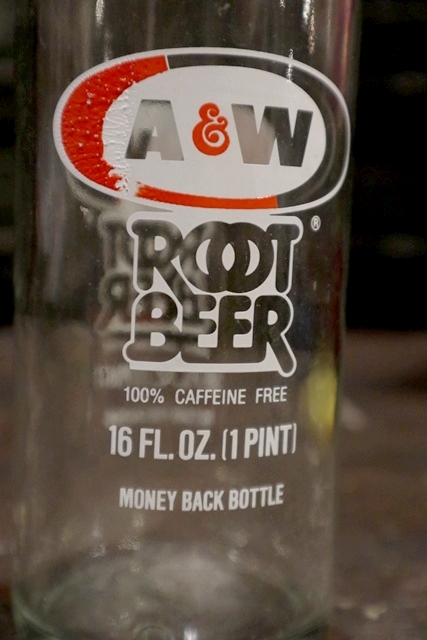 A&W
ROOT
BEER
®
100% CAFFEINE FREE
16 FL. OZ. (1 PINT)
MONEY BACK BOTTLE